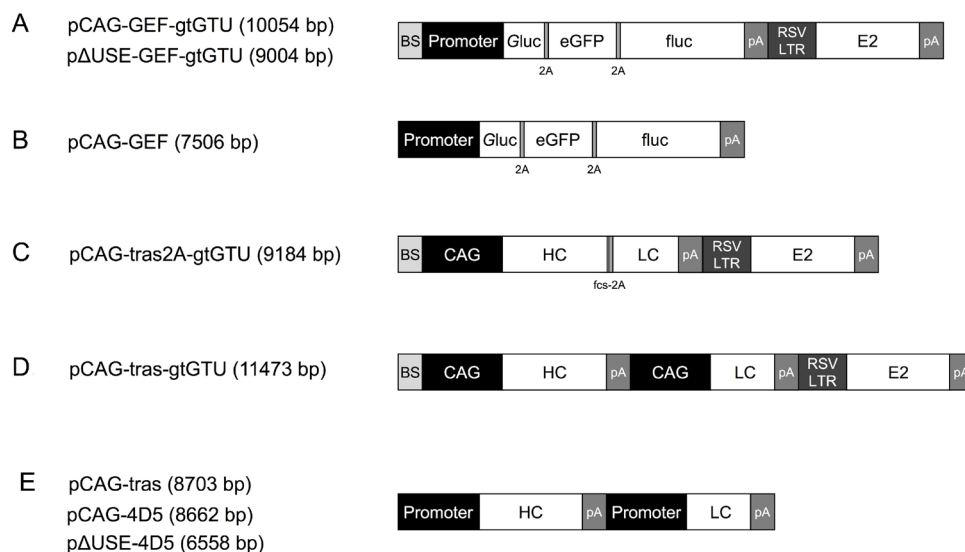 A
pCAG-GEF-gtGTU (10054 bp)
pΔUSE-GEF-gtGTU (9004 bp)
BS Promoter Gluc eGFP fluc pA RSV LTR E2 pA
2A 2A
B
pCAG-GEF (7506 bp)
Promoter Gluc eGFP fluc pA
2A 2A
C
pCAG-tras2A-gtGTU (9184 bp)
BS CAG HC LC pA RSV LTR E2 pA
fcs-2A
D
pCAG-tras-gtGTU (11473 bp)
BS CAG HC pA CAG LC pA RSV LTR E2 pA
E
pCAG-tras (8703 bp)
pCAG-4D5 (8662 bp)
pΔUSE-4D5 (6558 bp)
Promoter HC pA Promoter LC pA